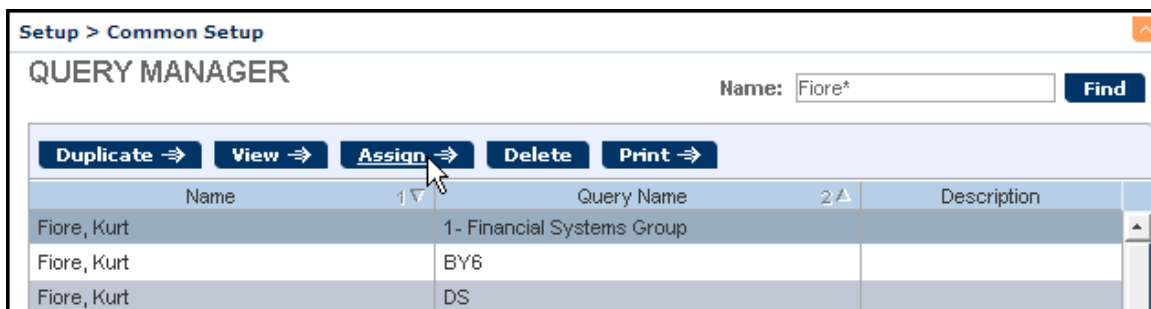 Setup > Common Setup
QUERY MANAGER
Name: Fiore* Find
Duplicate View Assign Delete Print
Name 1 Query Name 2 Description
Fiore, Kurt 1- Financial Systems Group
Fiore, Kurt BY6
Fiore, Kurt DS